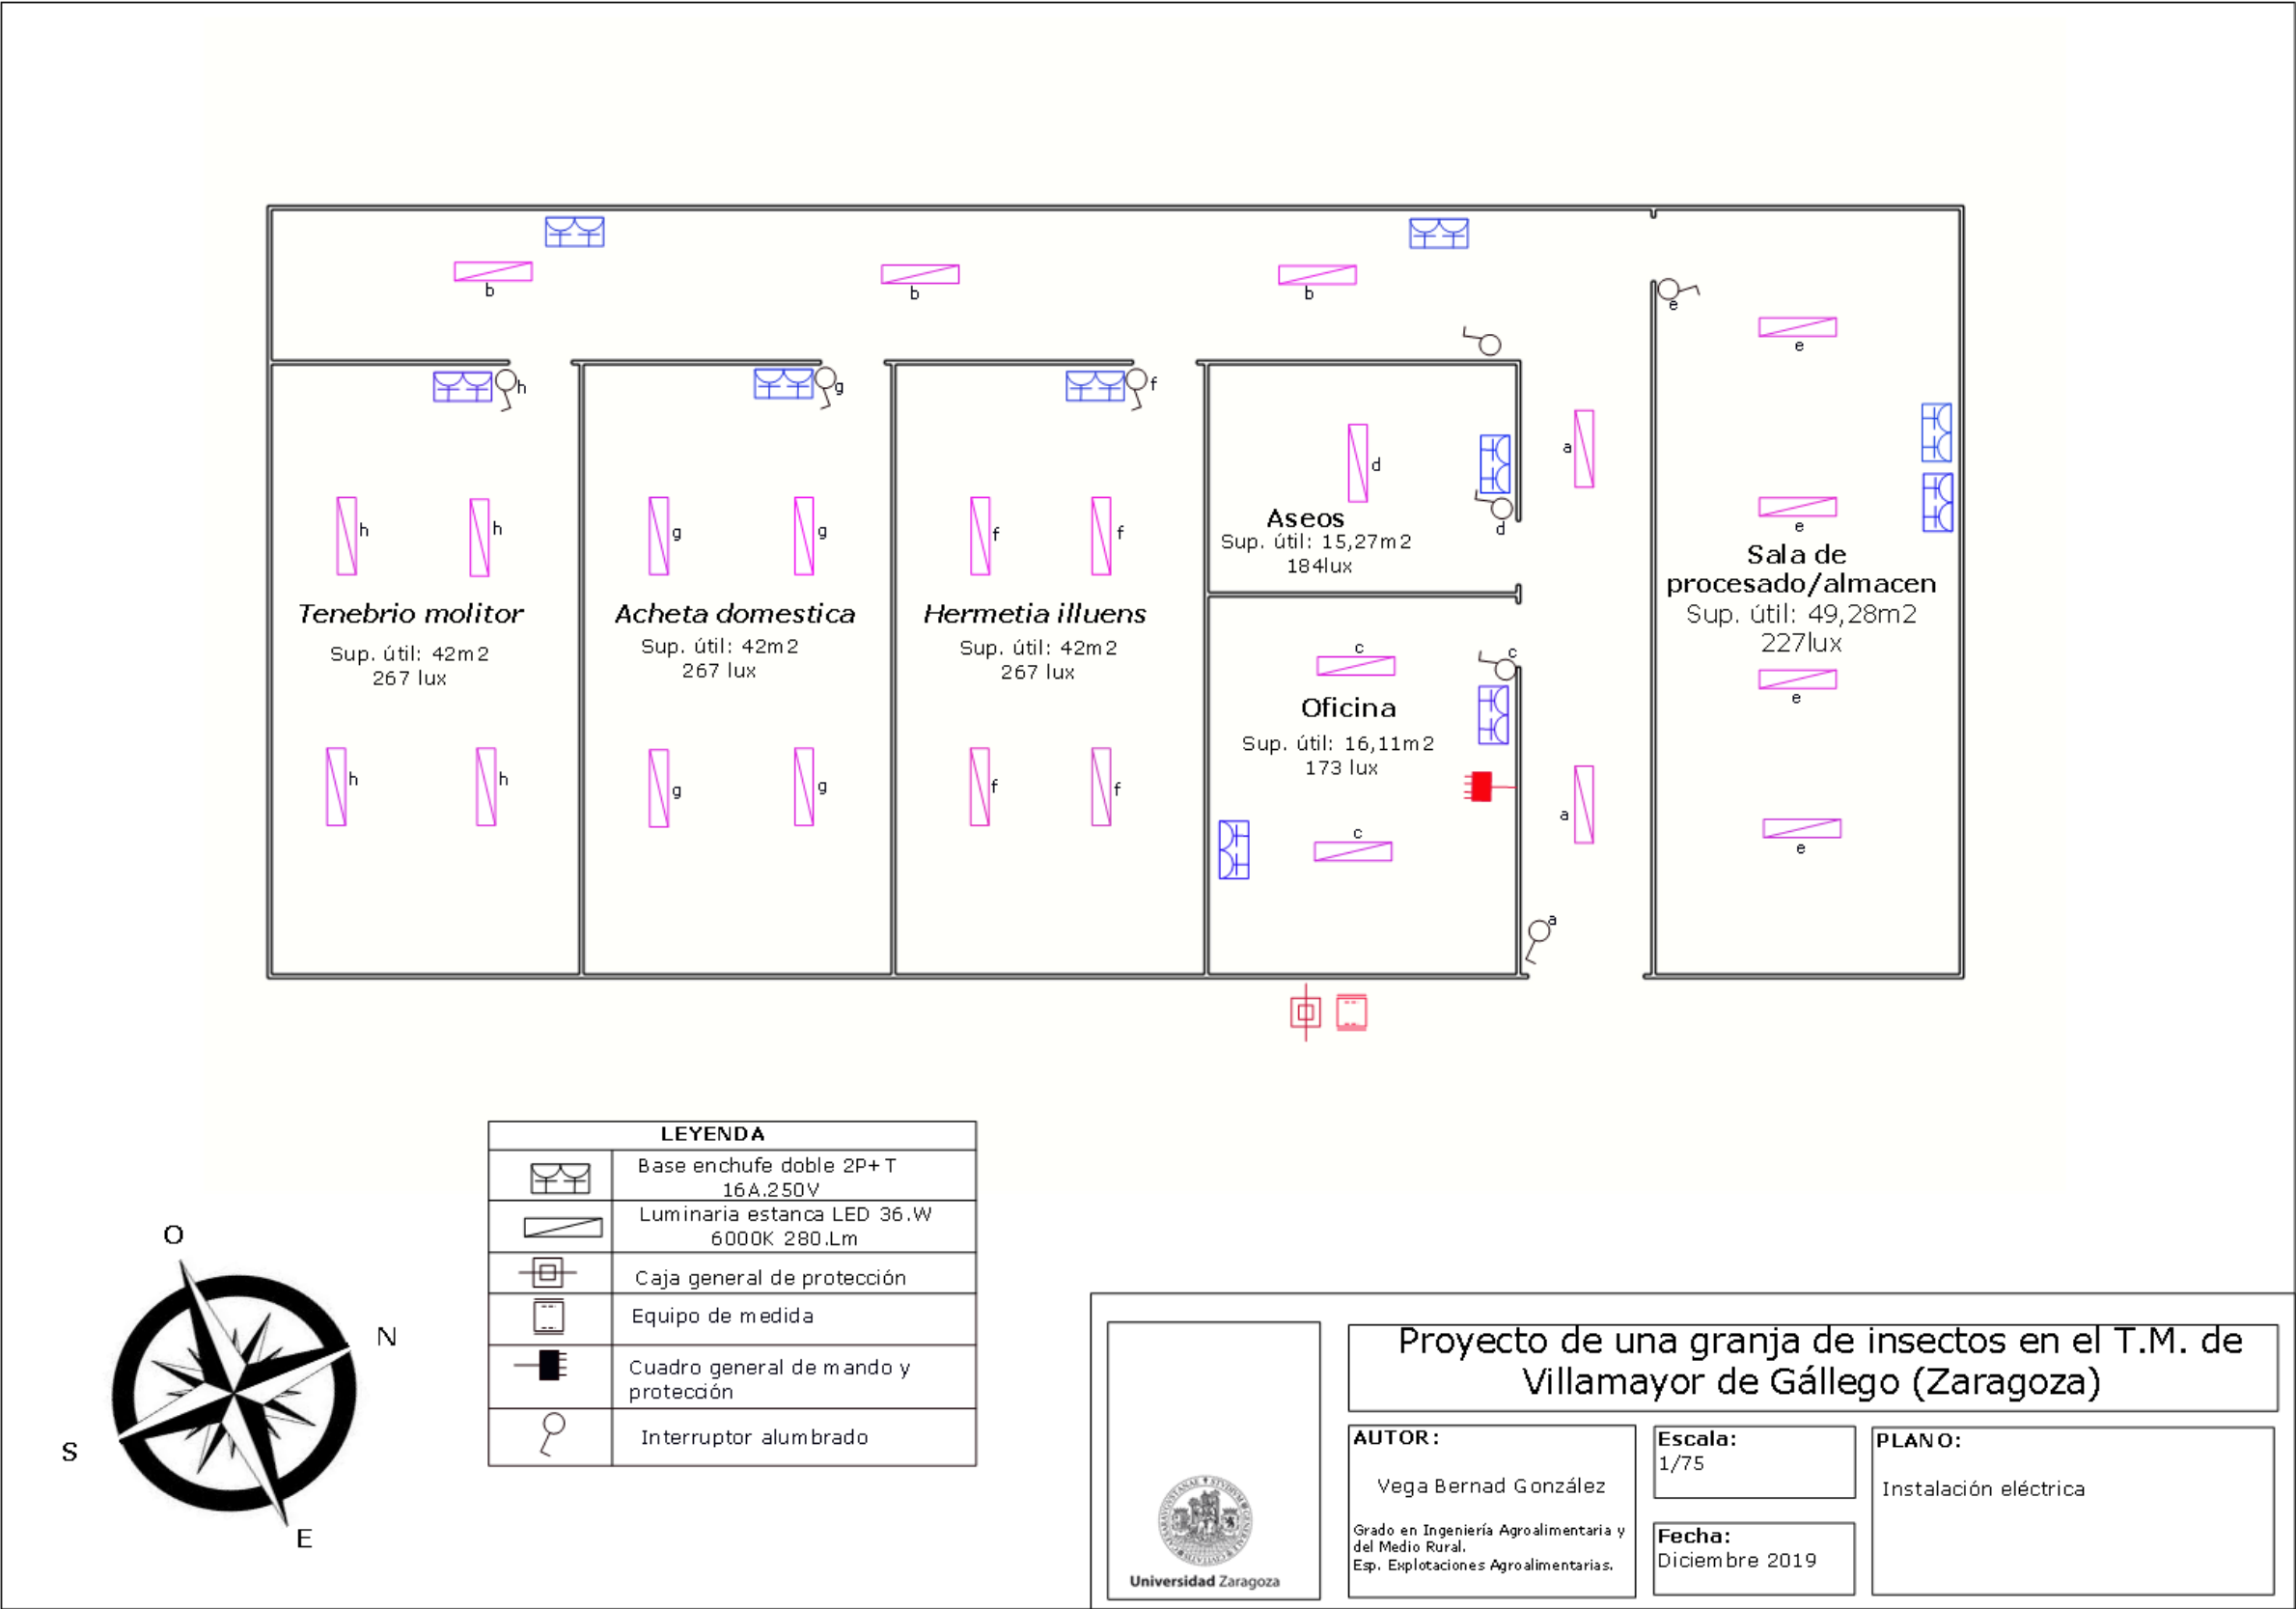 b
b
b
e
e
h
g
f
a
d
d
e
h
h
g
g
f
f
Aseos
Sup. útil: 15,27m2
184lux
Sala de
procesado/almacen
Sup. útil: 49,28m2
227lux
Tenebrio molitor
Sup. útil: 42m2
267 lux
Acheta domestica
Sup. útil: 42m2
267 lux
Hermetia illuens
Sup. útil: 42m2
267 lux
c
c
Oficina
Sup. útil: 16,11m2
173 lux
e
h
h
g
g
f
f
a
c
e
a
LEYENDA
Base enchufe doble 2P+T
16A.250V
Luminaria estanca LED 36.W
6000K 280.Lm
Caja general de protección
Equipo de medida
Cuadro general de mando y
protección
Interruptor alumbrado
O
N
S
E
Proyecto de una granja de insectos en el T.M. de
Villamayor de Gállego (Zaragoza)
AUTOR:
Vega Bernad González
Grado en Ingeniería Agroalimentaria y
del Medio Rural.
Esp. Explotaciones Agroalimentarias.
Escala:
1/75
Fecha:
Diciembre 2019
PLANO:
Instalación eléctrica
Universidad Zaragoza